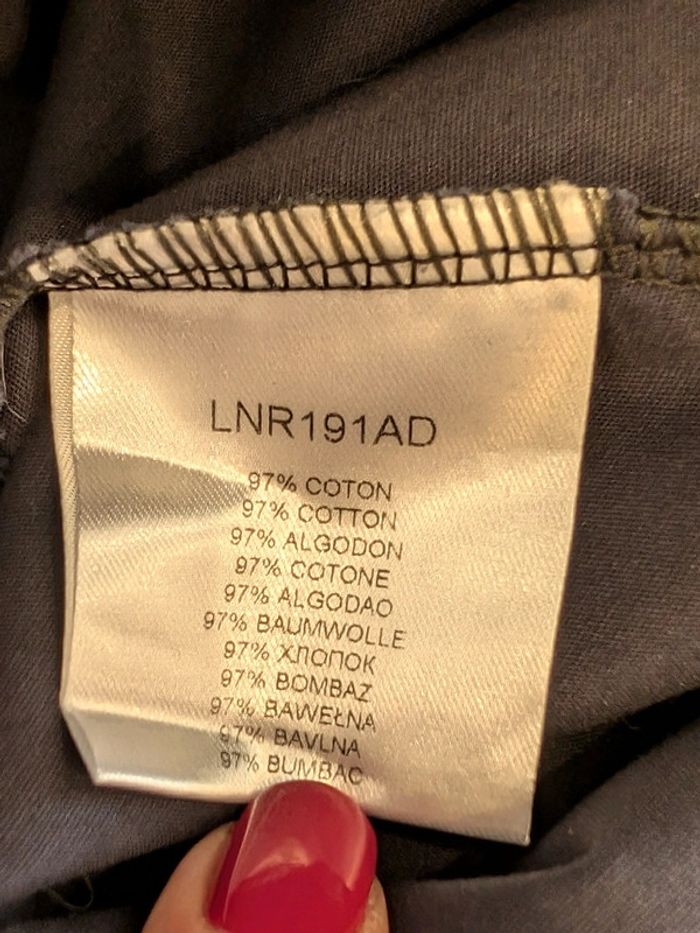 LNR191AD
97% COTON
97% COTTON
97% ALGODON
97% COTONE
97% ALGODAO
97% BAUMWOLLE
97% ХЛОПОК
97% BOMBAZ
97% BAWEŁNA
97% BAVLNA
97% BUMBAC